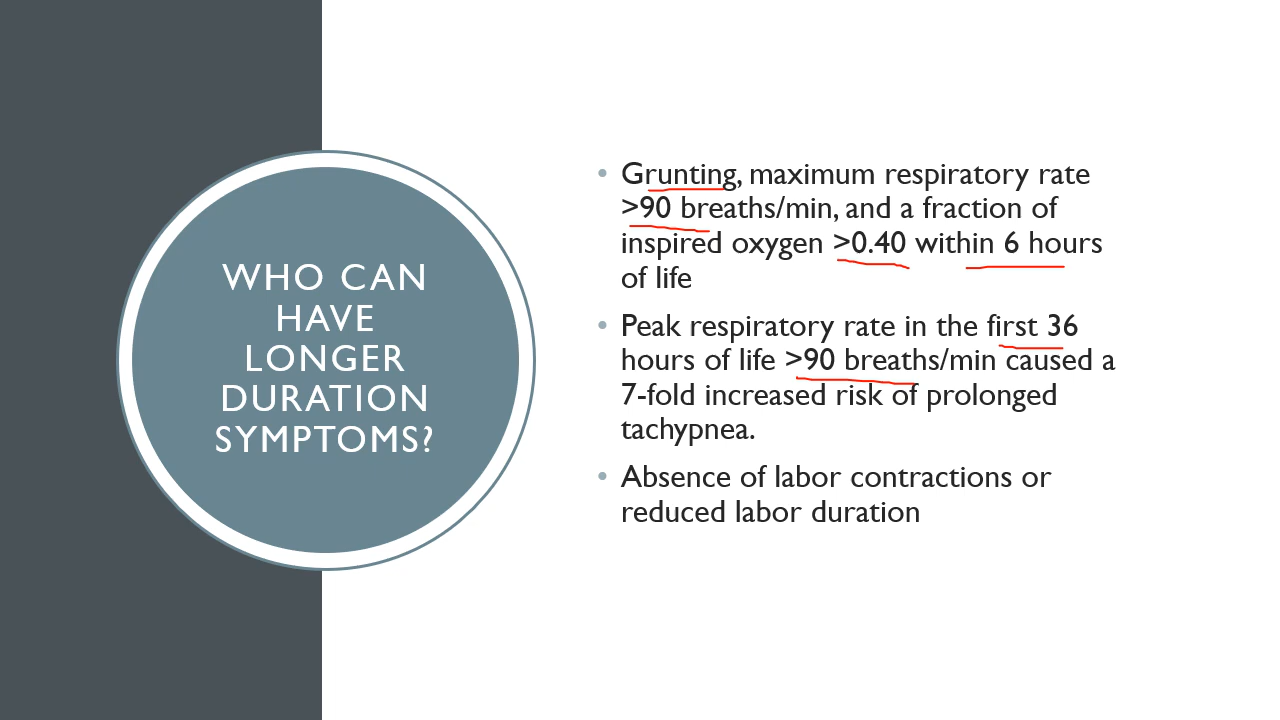 WHO CAN
HAVE
LONGER
DURATION
SYMPTOMS?
• Grunting, maximum respiratory rate
>90 breaths/min, and a fraction of
inspired oxygen >0.40 within 6 hours
of life
• Peak respiratory rate in the first 36
hours of life >90 breaths/min caused a
7-fold increased risk of prolonged
tachypnea.
• Absence of labor contractions or
reduced labor duration